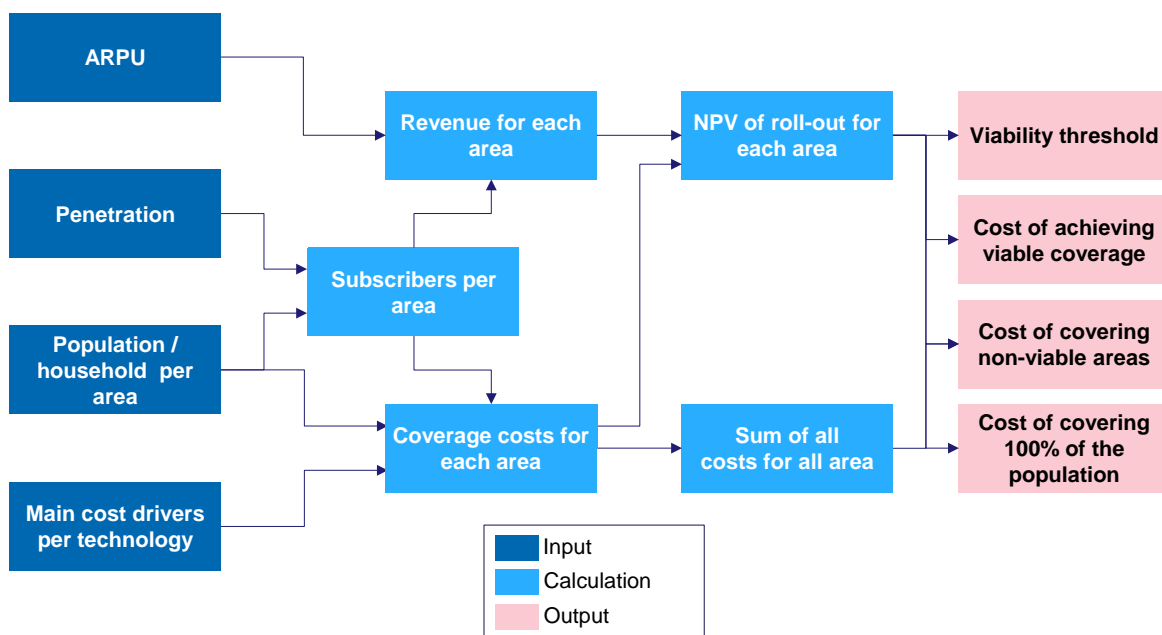 ARPU
Revenue for each
area
NPV of roll-out for
each area
Viability threshold
Penetration
Subscribers per
area
Cost of achieving
viable coverage
Population /
household per
area
Cost of covering
non-viable areas
Coverage costs for
each area
Sum of all
costs for all area
Cost of covering
100% of the
population
Main cost drivers
per technology
Input
Calculation
Output